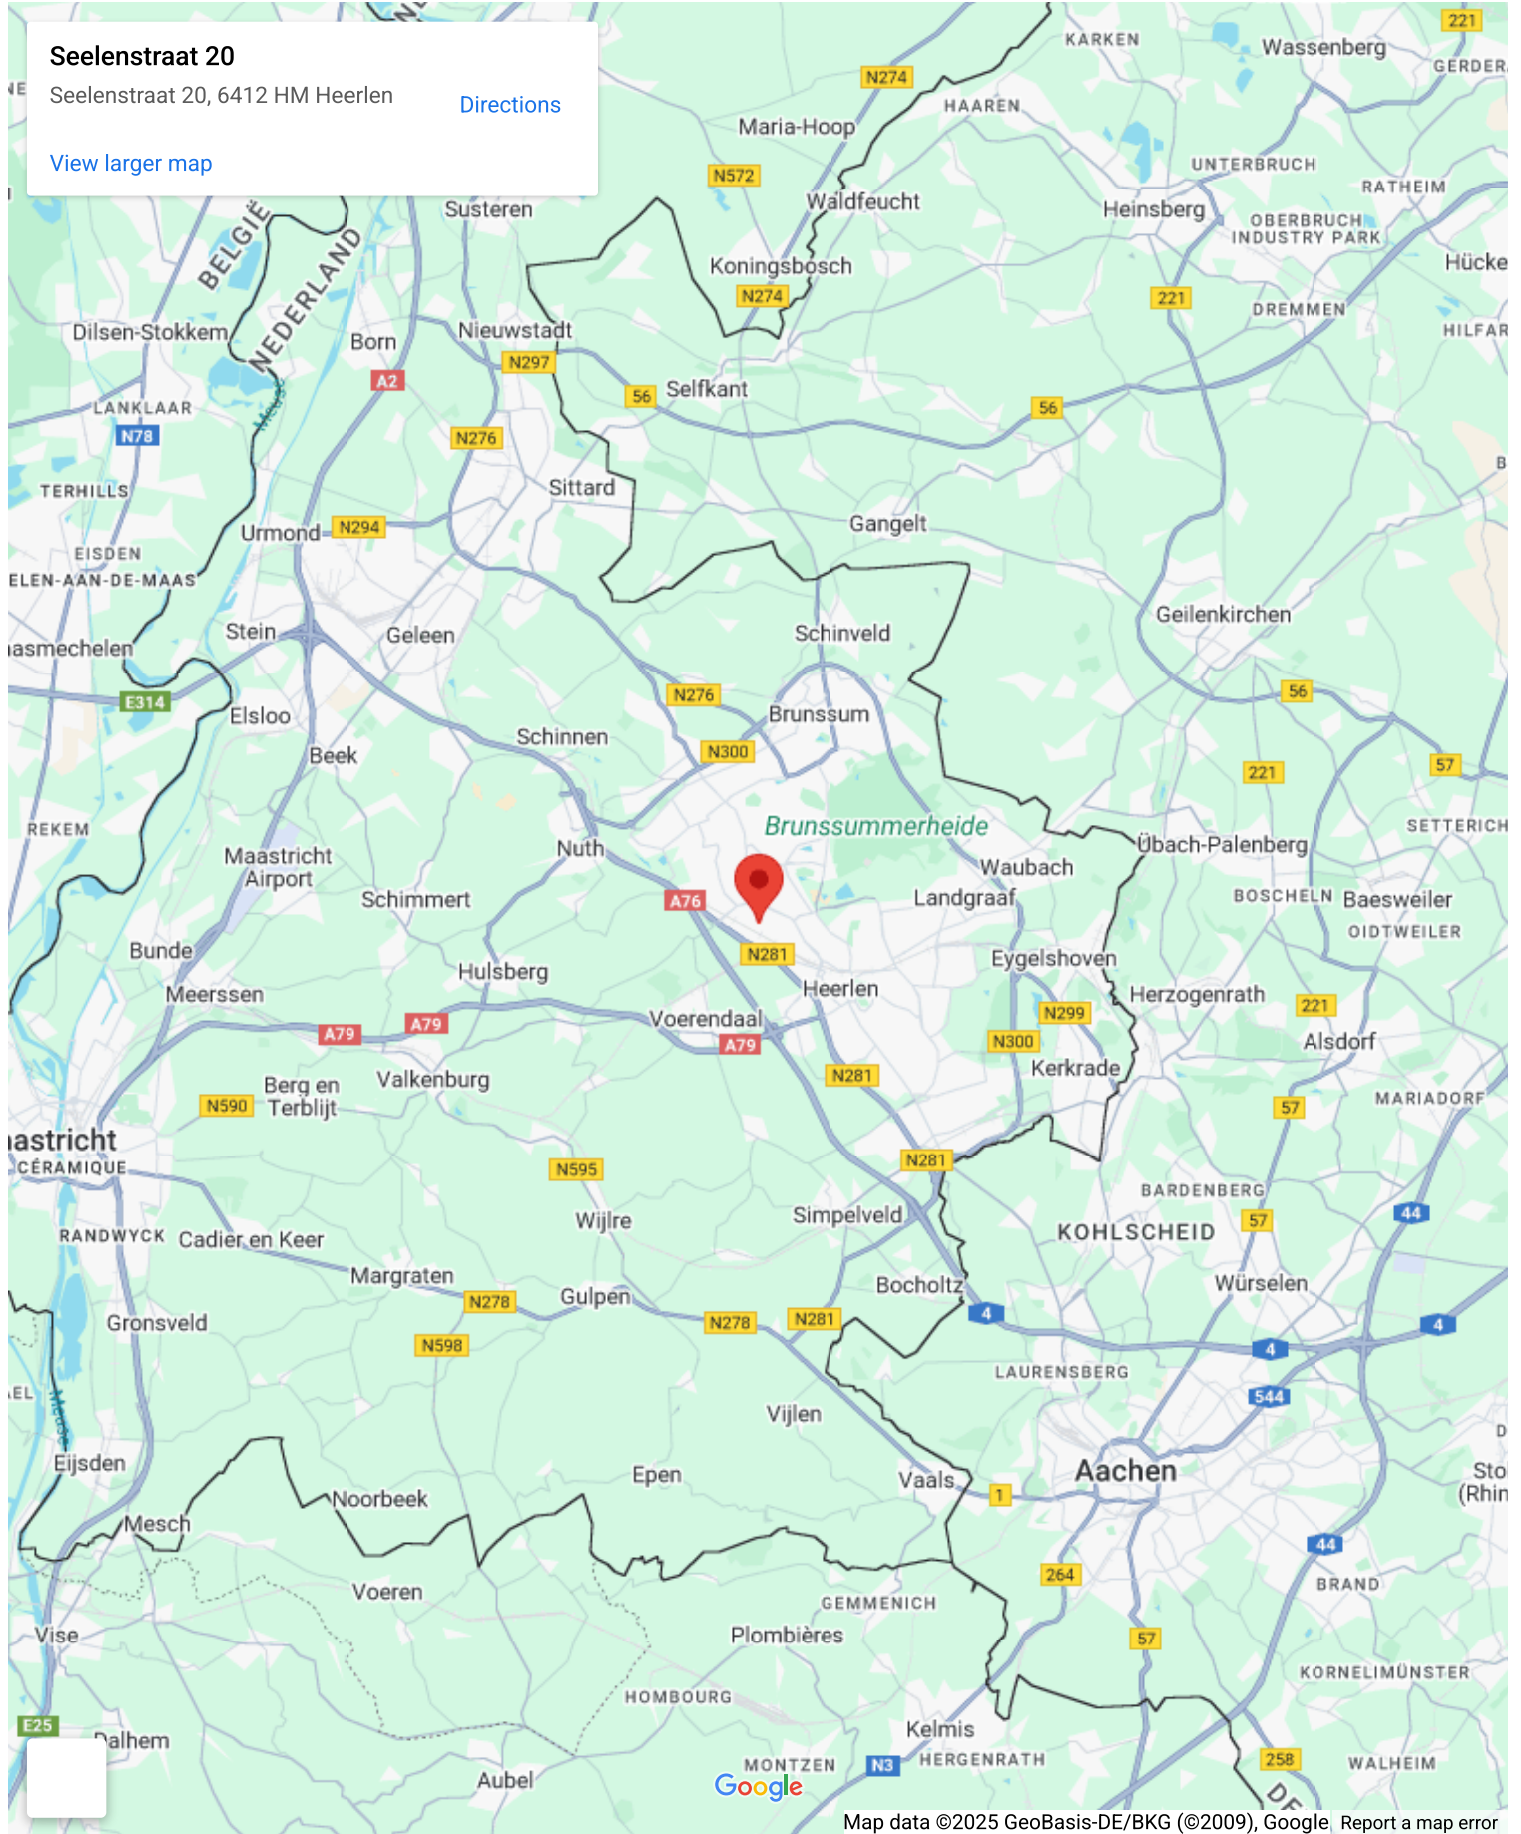 Seelenstraat 20
Seelenstraat 20, 6412 HM Heerlen
Directions
View larger map
221
KARKEN
Wassenberg
GERDER
N274
HAAREN
Maria-Hoop
UNTERBRUCH
N572
RATHEIM
Waldfeucht
Susteren
Heinsberg
OBERBRUCH
INDUSTRY PARK
BELGIË
NEDERLAND
Koningsbosch
Hücke
N274
221
DREMMEN
Dilsen-Stokkem
Nieuwstadt
HILFAR
Born
N297
A2
Selfkant
56
56
LANKLAAR
Meuse
N78
N276
TERHILLS
Sittard
Gangelt
Urmond
N294
EISDEN
ELEN-AAN-DE-MAAS
Geilenkirchen
Stein
Geleen
Schinveld
aasmechelen
E314
N276
56
Elsloo
Brunssum
Schinnen
Beek
N300
57
221
REKEM
Brunssummerheide
SETTERICH
Übach-Palenberg
Nuth
Maastricht
Airport
Waubach
Schimmert
A76
Landgraaf
BOSCHELN
Baesweiler
OIDTWEILER
Bunde
N281
Eygelshoven
Hulsberg
Heerlen
Meerssen
Herzogenrath
221
N299
Voerendaal
A79
A79
A79
N300
Alsdorf
Kerkrade
N281
Valkenburg
Berg en
Terblijt
N590
57
MARIADORF
aastricht
CÉRAMIQUE
N595
N281
BARDENBERG
44
Wijlre
Simpelveld
57
KOHLSCHEID
RANDWYCK
Cadier en Keer
Margraten
Bocholtz
Würselen
Gulpen
N278
4
4
Gronsveld
N278
N281
N598
4
LAURENSBERG
AEL
544
Meuse
Vijlen
Eijsden
Epen
Vaals
Aachen
Sto
(Rhin
Noorbeek
1
Mesch
44
264
BRAND
Voeren
GEMMENICH
Vise
Plombières
57
KORNELIMÜNSTER
HOMBOURG
E25
Kelmis
Dalhem
HERGENRATH
MONTZEN
N3
258
WALHEIM
Aubel
Google
DE
Map data ©2025 GeoBasis-DE/BKG (©2009), Google
Report a map error